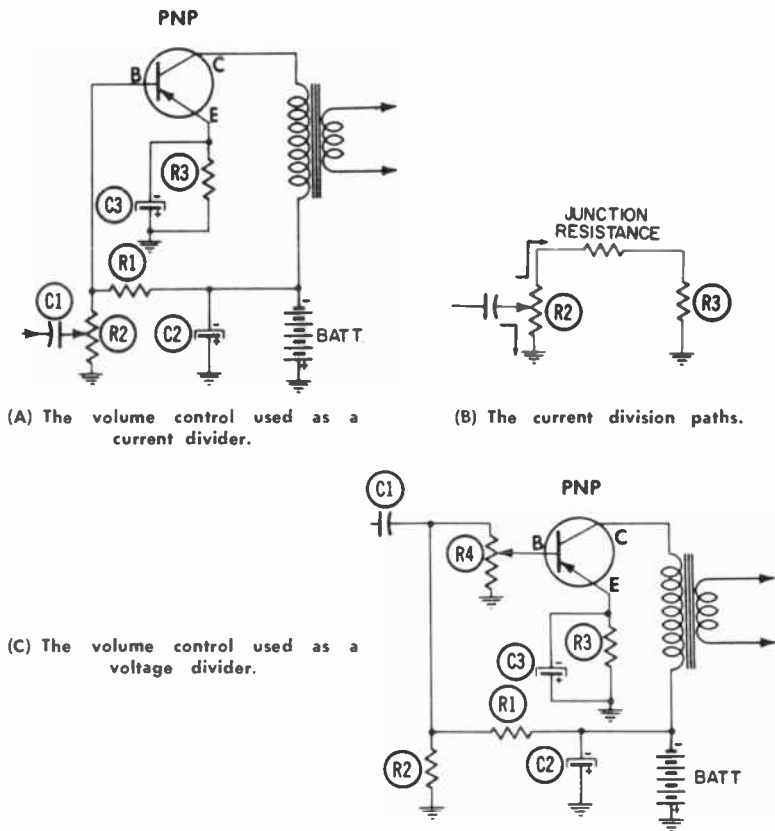 PNP
B
C
E
R3
C3
R1
C1
R2
C2
BATT
(A) The volume control used as a
current divider.
JUNCTION
RESISTANCE
R2
R3
(B) The current division paths.
C1
PNP
R4
B
C
E
R3
C3
R1
R2
C2
BATT
(C) The volume control used as a
voltage divider.